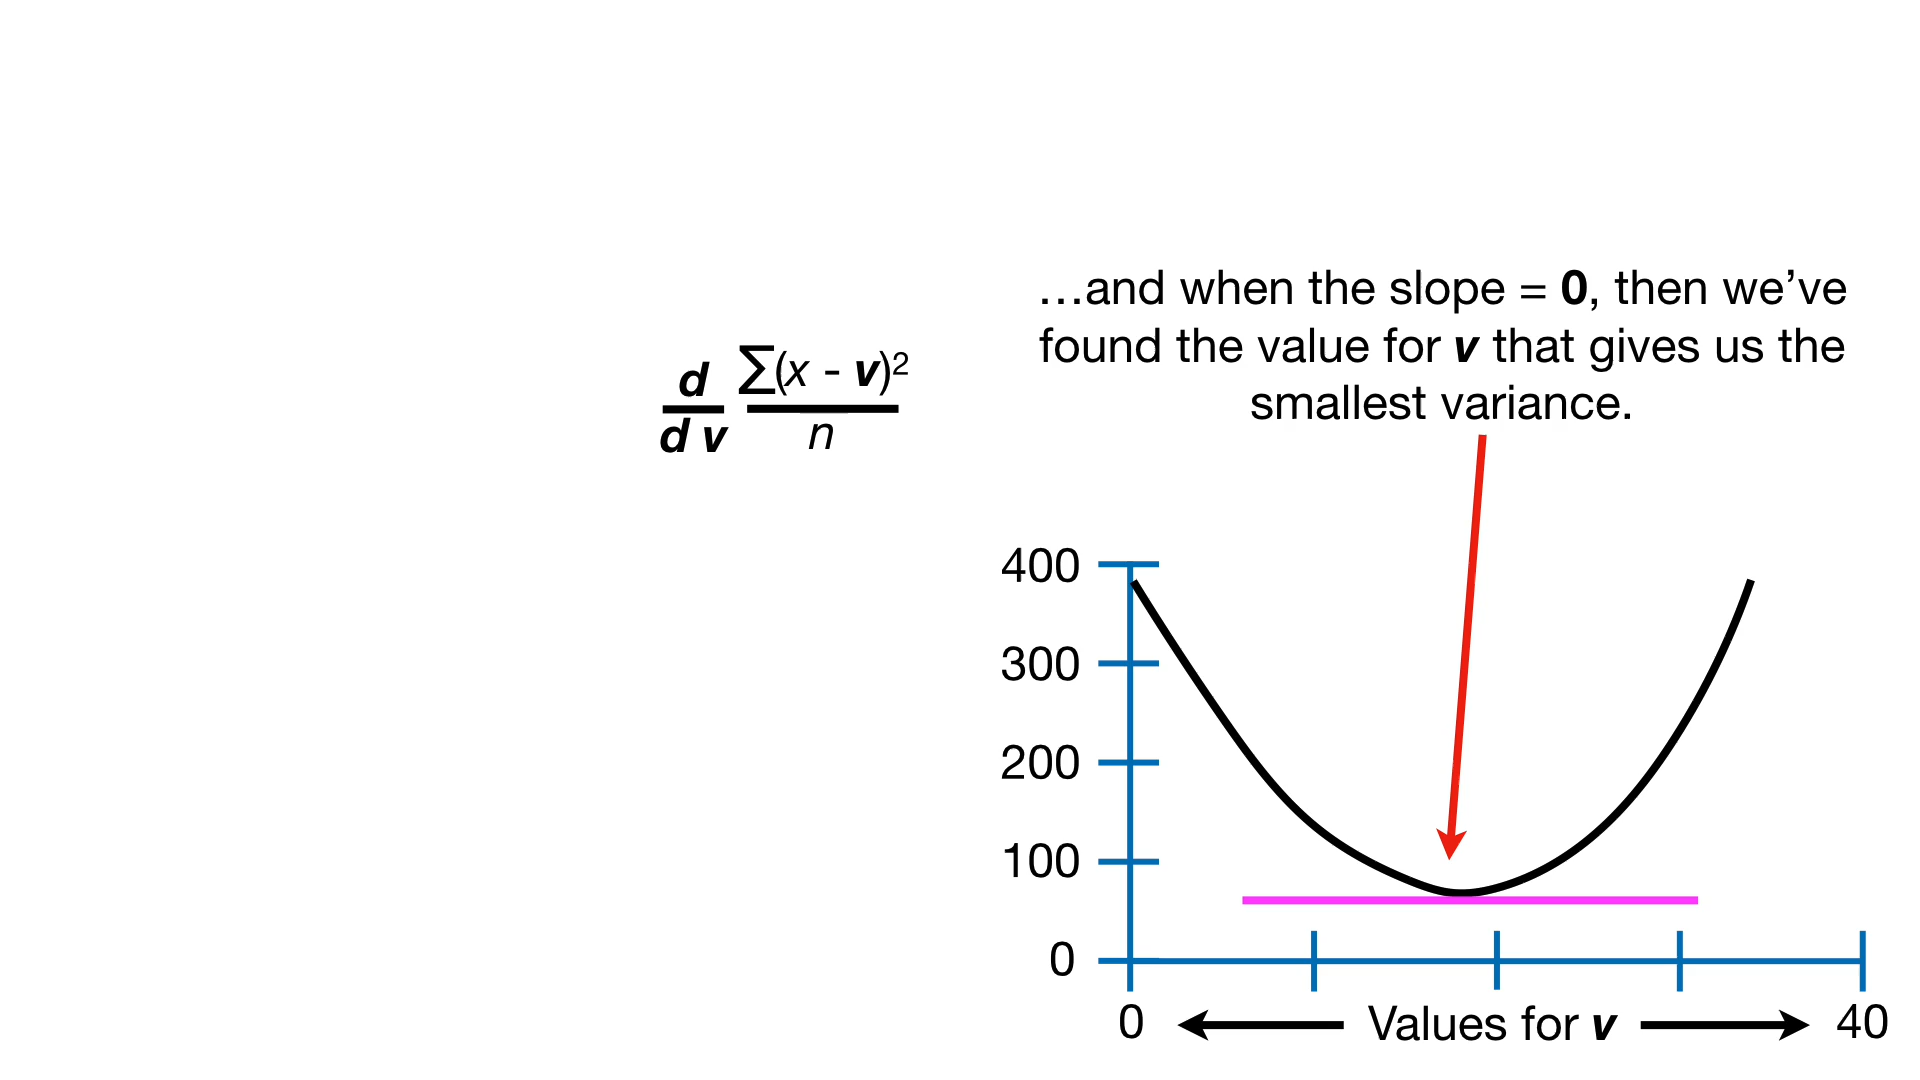 …and when the slope = 0, then we’ve
found the value for v that gives us the
smallest variance.
d ∑(x - v)²
d v n
400
300
200
100
0
0 Values for v 40